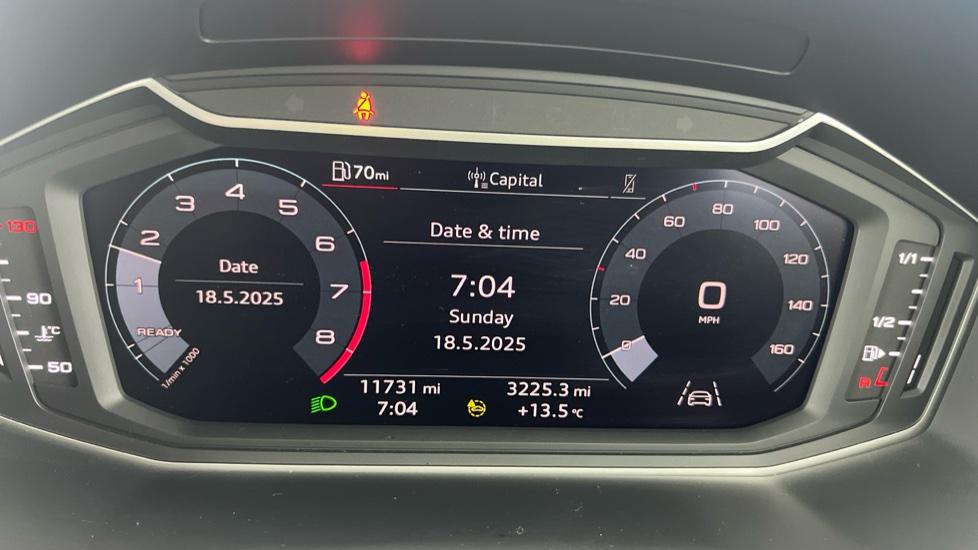 70mi
Capital
Date & time
7:04
Sunday
18.5.2025
Date
18.5.2025
1
2
3
4
5
6
7
8
READY
1/min x 1000
0
20
40
60
80
100
120
140
160
0
MPH
11731 mi
3225.3 mi
7:04
+13.5 °C
130
90
°C
50
1/1
1/2
R